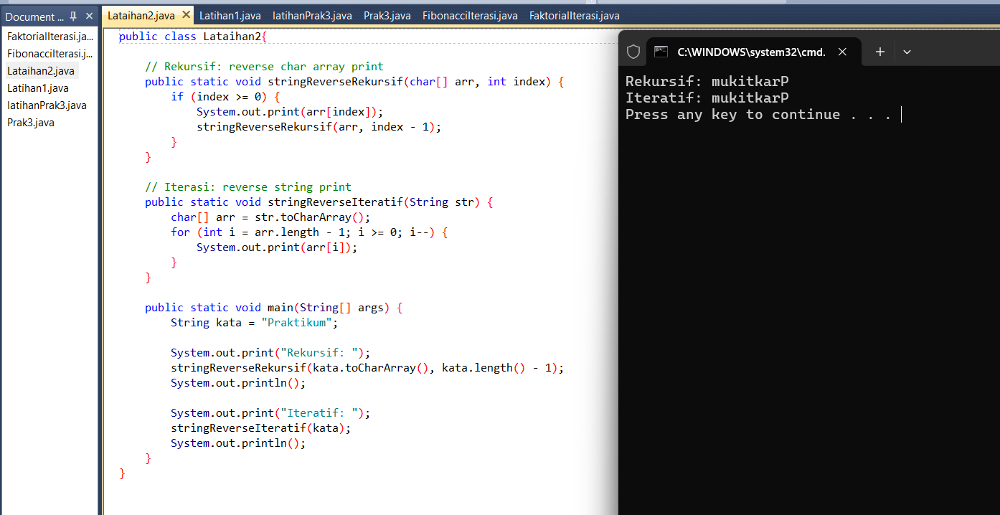 Document ...
FaktorialIterasi.ja...
FibonacciIterasi.j...
Lataihan2.java
Latihan1.java
latihanPrak3.java
Prak3.java
Lataihan2.java Latihan1.java latihanPrak3.java Prak3.java FibonacciIterasi.java FaktorialIterasi.java
public class Lataihan2{
// Rekursif: reverse char array print
public static void stringReverseRekursif(char[] arr, int index) {
if (index >= 0) {
System.out.print(arr[index]);
stringReverseRekursif(arr, index - 1);
}
}
// Iterasi: reverse string print
public static void stringReverseIteratif(String str) {
char[] arr = str.toCharArray();
for (int i = arr.length - 1; i >= 0; i--) {
System.out.print(arr[i]);
}
}
public static void main(String[] args) {
String kata = "Praktikum";
System.out.print("Rekursif: ");
stringReverseRekursif(kata.toCharArray(), kata.length() - 1);
System.out.println();
System.out.print("Iteratif: ");
stringReverseIteratif(kata);
System.out.println();
}
}
C:\WINDOWS\system32\cmd.
Rekursif: mukitkarP
Iteratif: mukitkarP
Press any key to continue . . .